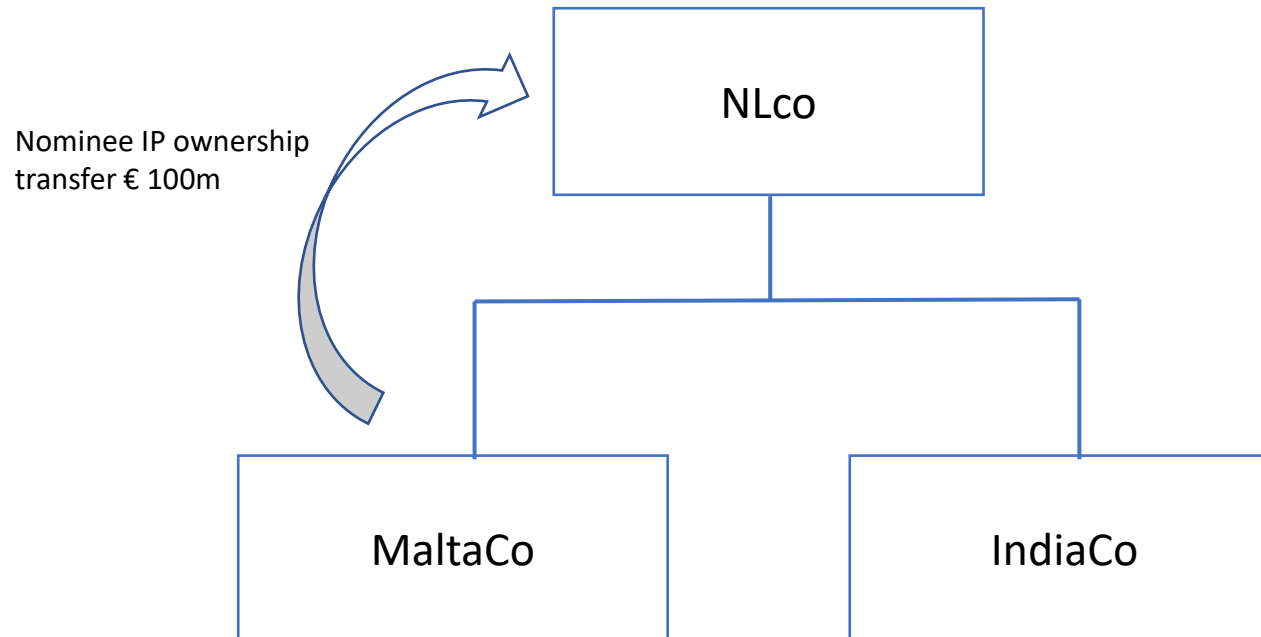 NLco
Nominee IP ownership
transfer € 100m
MaltaCo
IndiaCo